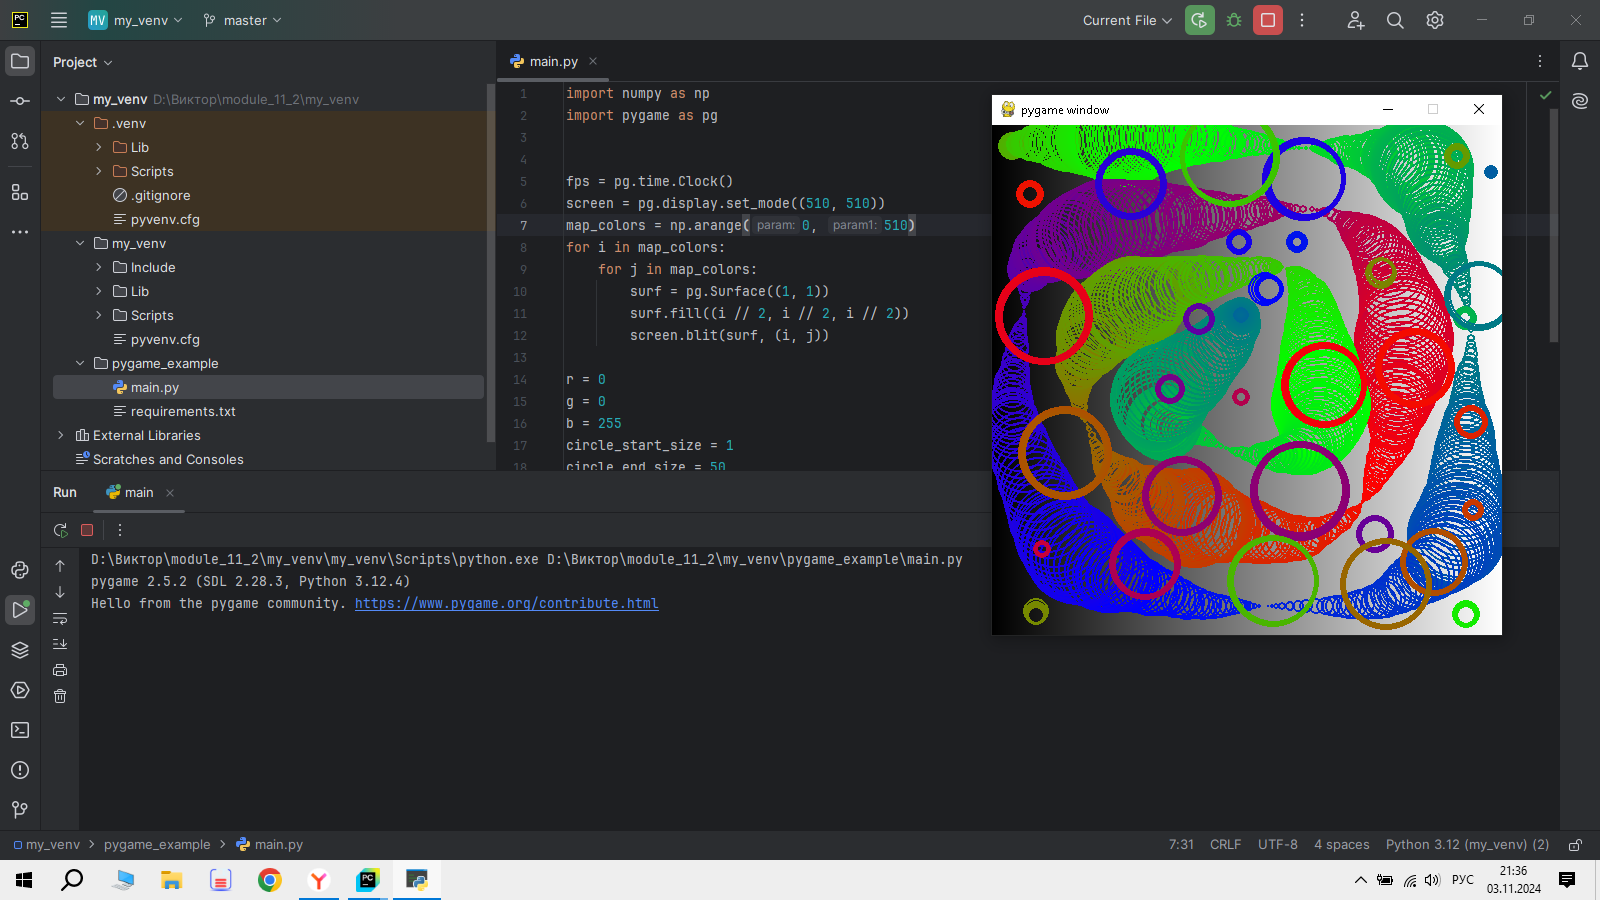 PC
MV my_venv
master
Current File
Project
my_venv D:\Виктор\module_11_2\my_venv
.venv
Lib
Scripts
.gitignore
pyvenv.cfg
my_venv
Include
Lib
Scripts
pyvenv.cfg
pygame_example
main.py
requirements.txt
External Libraries
Scratches and Consoles
main.py
1 import numpy as np
2 import pygame as pg
3
4
5 fps = pg.time.Clock()
6 screen = pg.display.set_mode((510, 510))
7 map_colors = np.arange( param: 0, param1: 510)
8 for i in map_colors:
9 for j in map_colors:
10 surf = pg.Surface((1, 1))
11 surf.fill((i // 2, i // 2, i // 2))
12 screen.blit(surf, (i, j))
13
14 r = 0
15 g = 0
16 b = 255
17 circle_start_size = 1
18 circle_end_size = 50
pygame window
Run
main
D:\Виктор\module_11_2\my_venv\my_venv\Scripts\python.exe D:\Виктор\module_11_2\my_venv\pygame_example\main.py
pygame 2.5.2 (SDL 2.28.3, Python 3.12.4)
Hello from the pygame community. https://www.pygame.org/contribute.html
my_venv > pygame_example > main.py
7:31 CRLF UTF-8 4 spaces Python 3.12 (my_venv) (2)
PC
РУС
21:36
03.11.2024